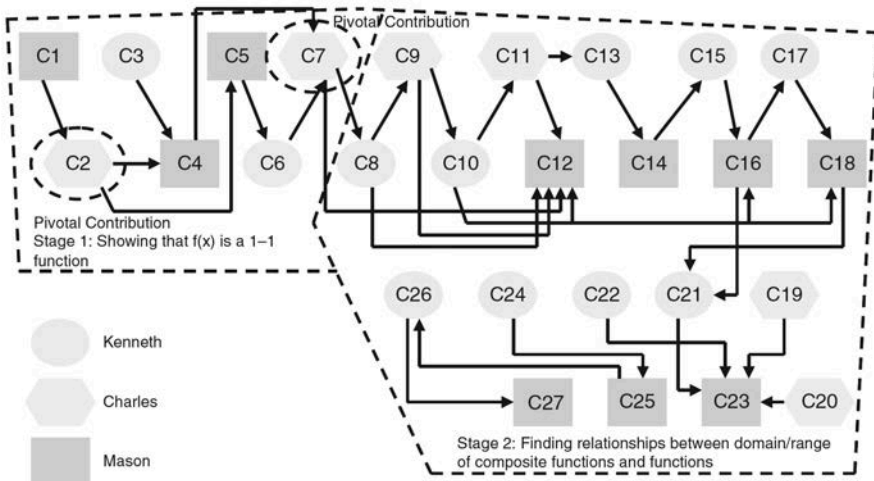 Pivotal Contribution
C1
C3
C5
C7
C9
C11
C13
C15
C17
C2
C4
C6
C8
C10
C12
C14
C16
C18
Pivotal Contribution
Stage 1: Showing that f(x) is a 1–1
function
C26
C24
C22
C21
C19
C27
C25
C23
C20
Kenneth
Charles
Mason
Stage 2: Finding relationships between domain/range
of composite functions and functions